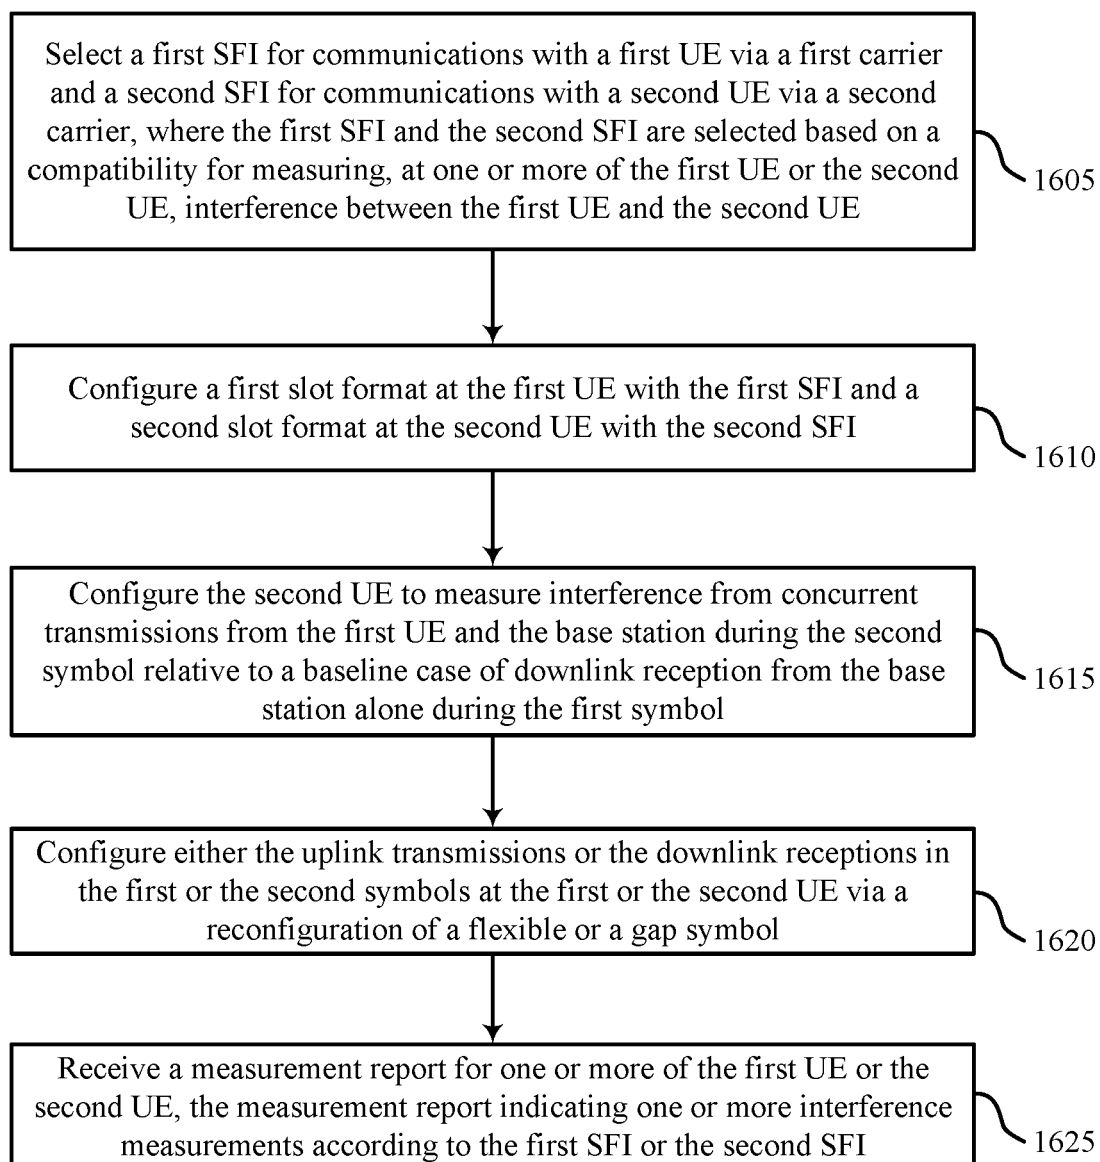 Select a first SFI for communications with a first UE via a first carrier
and a second SFI for communications with a second UE via a second
carrier, where the first SFI and the second SFI are selected based on a
compatibility for measuring, at one or more of the first UE or the second
UE, interference between the first UE and the second UE
1605
Configure a first slot format at the first UE with the first SFI and a
second slot format at the second UE with the second SFI
1610
Configure the second UE to measure interference from concurrent
transmissions from the first UE and the base station during the second
symbol relative to a baseline case of downlink reception from the base
station alone during the first symbol
1615
Configure either the uplink transmissions or the downlink receptions in
the first or the second symbols at the first or the second UE via a
reconfiguration of a flexible or a gap symbol
1620
Receive a measurement report for one or more of the first UE or the
second UE, the measurement report indicating one or more interference
measurements according to the first SFI or the second SFI
1625